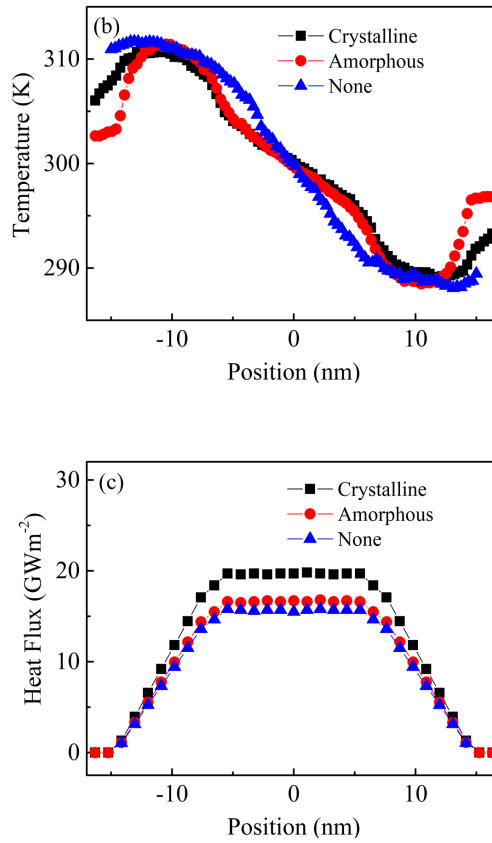 (b)
Crystalline
Amorphous
None
Temperature (K)
310
300
290
-10
0
10
Position (nm)
(c)
Crystalline
Amorphous
None
Heat Flux (GWm⁻²)
30
20
10
0
-10
0
10
Position (nm)